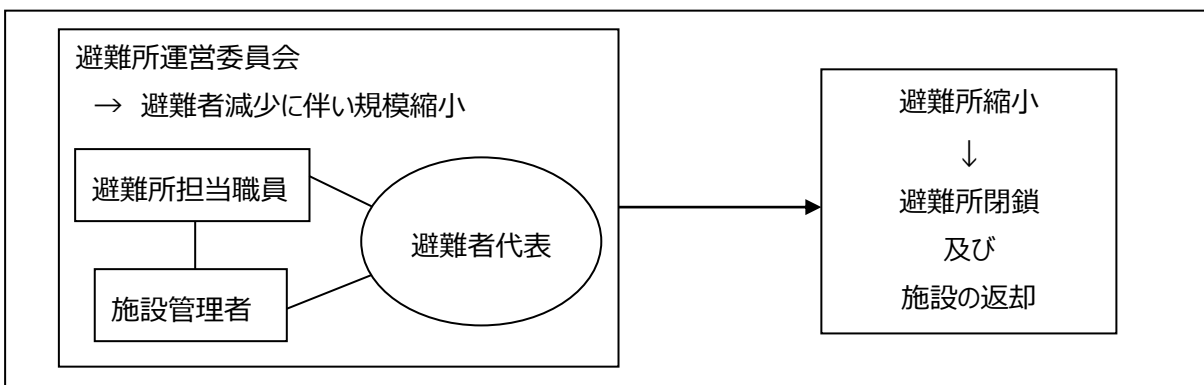 避難所運営委員会
→ 避難者減少に伴い規模縮小
避難所担当職員
施設管理者
避難者代表
避難所縮小
↓
避難所閉鎖
及び
施設の返却